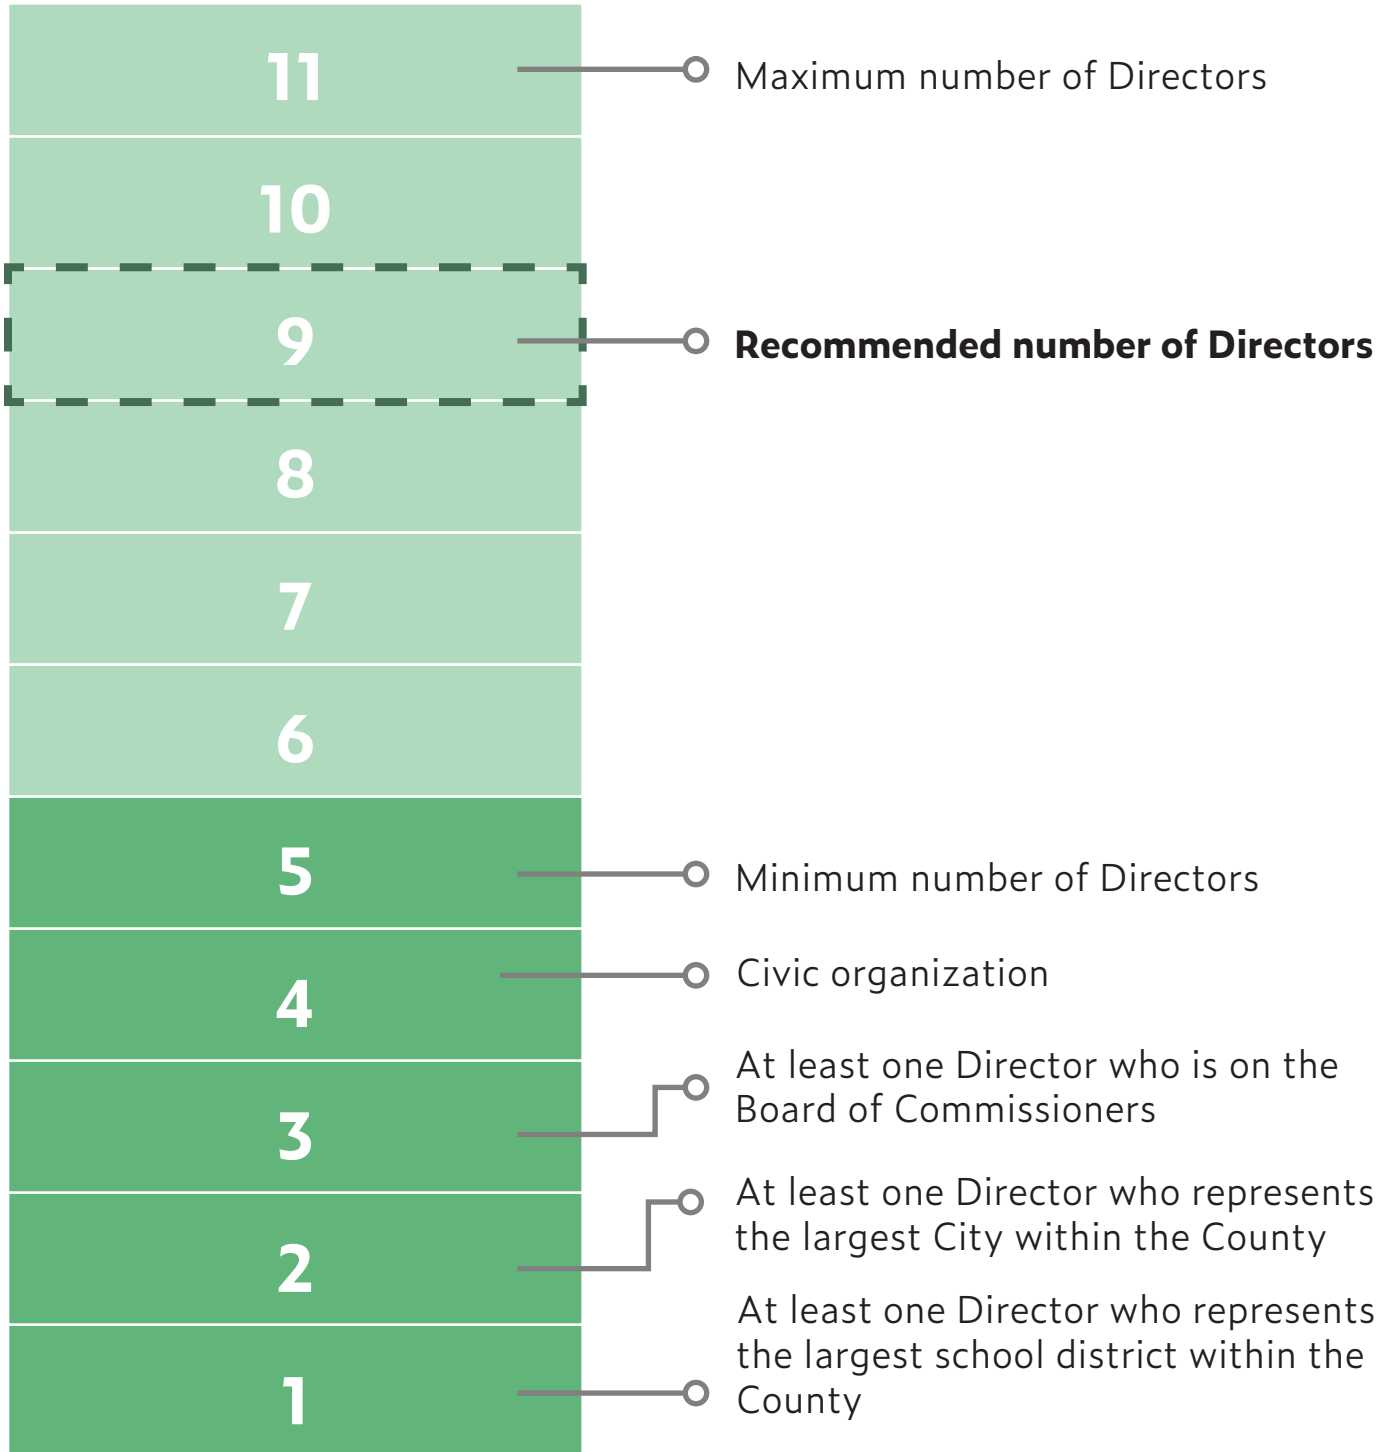 11
Maximum number of Directors
10
9
Recommended number of Directors
8
7
6
5
Minimum number of Directors
4
Civic organization
3
At least one Director who is on the
Board of Commissioners
2
At least one Director who represents
the largest City within the County
1
At least one Director who represents
the largest school district within the
County